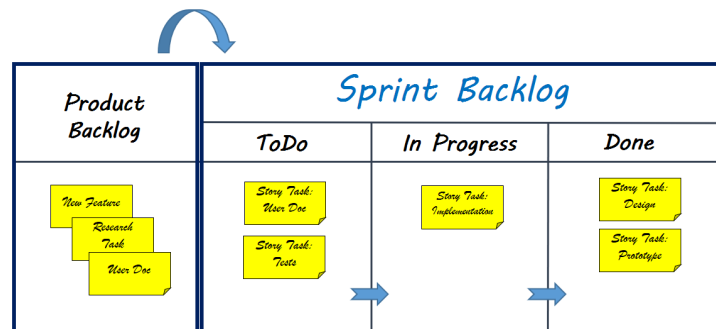 Product
Backlog
Sprint Backlog
ToDo
In Progress
Done
New Feature
Research
Task
User Doc
Story Task:
User Doc
Story Task:
Tests
Story Task:
Implementation
Story Task:
Design
Story Task:
Prototype